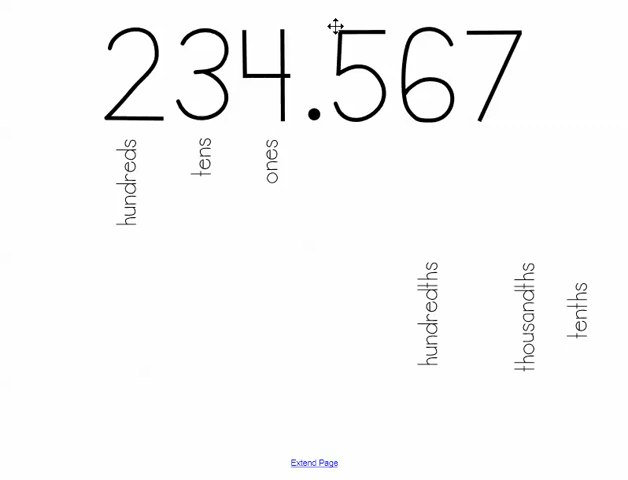 234.567
hundreds
tens
ones
hundredths
thousandths
tenths
Extend Page